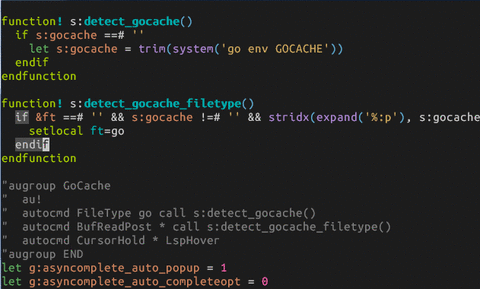 function! s:detect_gocache()
  if s:gocache ==# ''
    let s:gocache = trim(system('go env GOCACHE'))
  endif
endfunction

function! s:detect_gocache_filetype()
  if &ft ==# '' && s:gocache !=# '' && stridx(expand('%:p'), s:gocache
    setlocal ft=go
  endif
endfunction

"augroup GoCache
"  au!
"  autocmd FileType go call s:detect_gocache()
"  autocmd BufReadPost * call s:detect_gocache_filetype()
"  autocmd CursorHold * LspHover
"augroup END
let g:asyncomplete_auto_popup = 1
let g:asyncomplete_auto_completeopt = 0